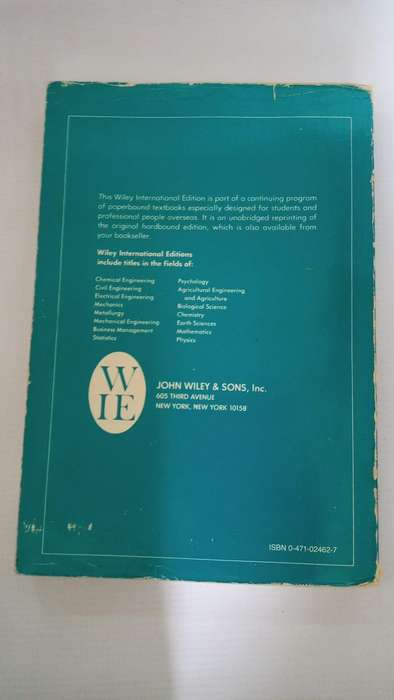 This Wiley International Edition is part of a continuing program
of paperbound textbooks especially designed for students and
professional people overseas. It is an unabridged reprinting of
the original hardbound edition, which is also available from
your bookseller.
Wiley International Editions
include titles in the fields of:
Chemical Engineering
Civil Engineering
Electrical Engineering
Mechanics
Metallurgy
Mechanical Engineering
Business Management
Statistics
Psychology
Agricultural Engineering
and Agriculture
Biological Science
Chemistry
Earth Sciences
Mathematics
Physics
W
IE
JOHN WILEY & SONS, Inc.
605 THIRD AVENUE
NEW YORK, NEW YORK 10158
ISBN 0-471-02462-7